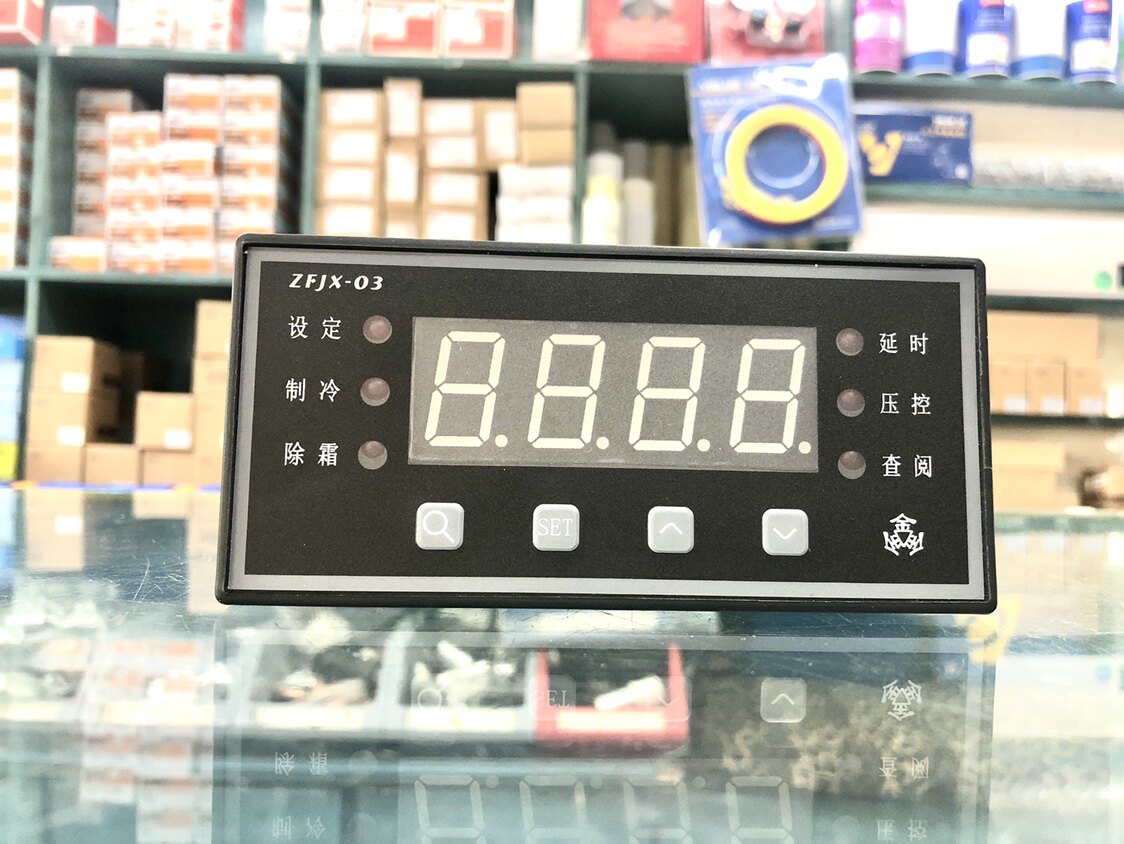 ZFJX-03
设定
制冷
除霜
8.8.8.8.
延时
压控
查阅
SET
金